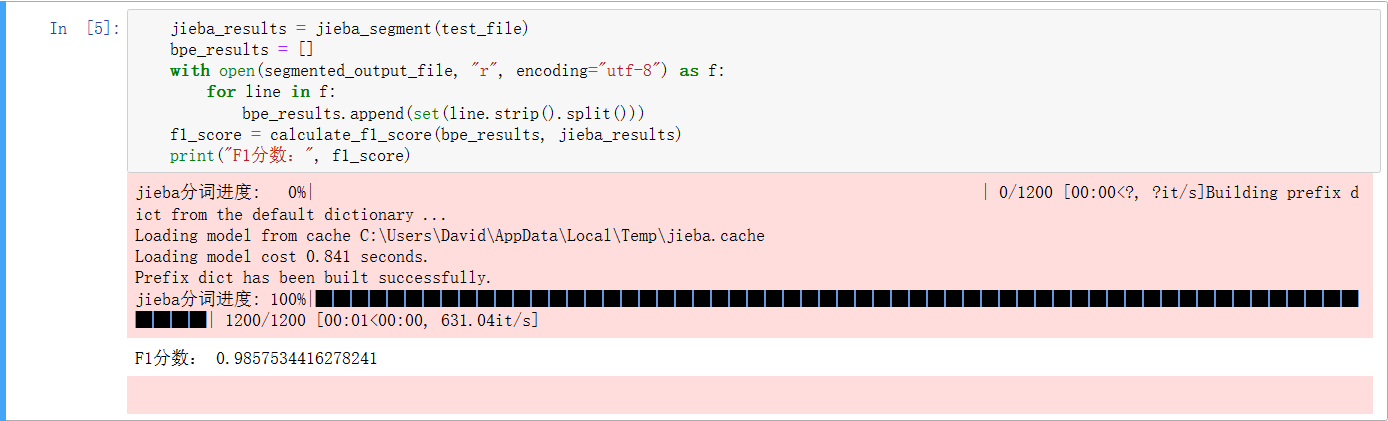 In [5]:
jieba_results = jieba_segment(test_file)
bpe_results = []
with open(segmented_output_file, "r", encoding="utf-8") as f:
    for line in f:
        bpe_results.append(set(line.strip().split()))
f1_score = calculate_f1_score(bpe_results, jieba_results)
print("F1分数：", f1_score)
jieba分词进度:   0%|          | 0/1200 [00:00<?, ?it/s]Building prefix d
ict from the default dictionary ...
Loading model from cache C:\Users\David\AppData\Local\Temp\jieba.cache
Loading model cost 0.841 seconds.
Prefix dict has been built successfully.
jieba分词进度: 100%|
| 1200/1200 [00:01<00:00, 631.04it/s]
F1分数： 0.9857534416278241